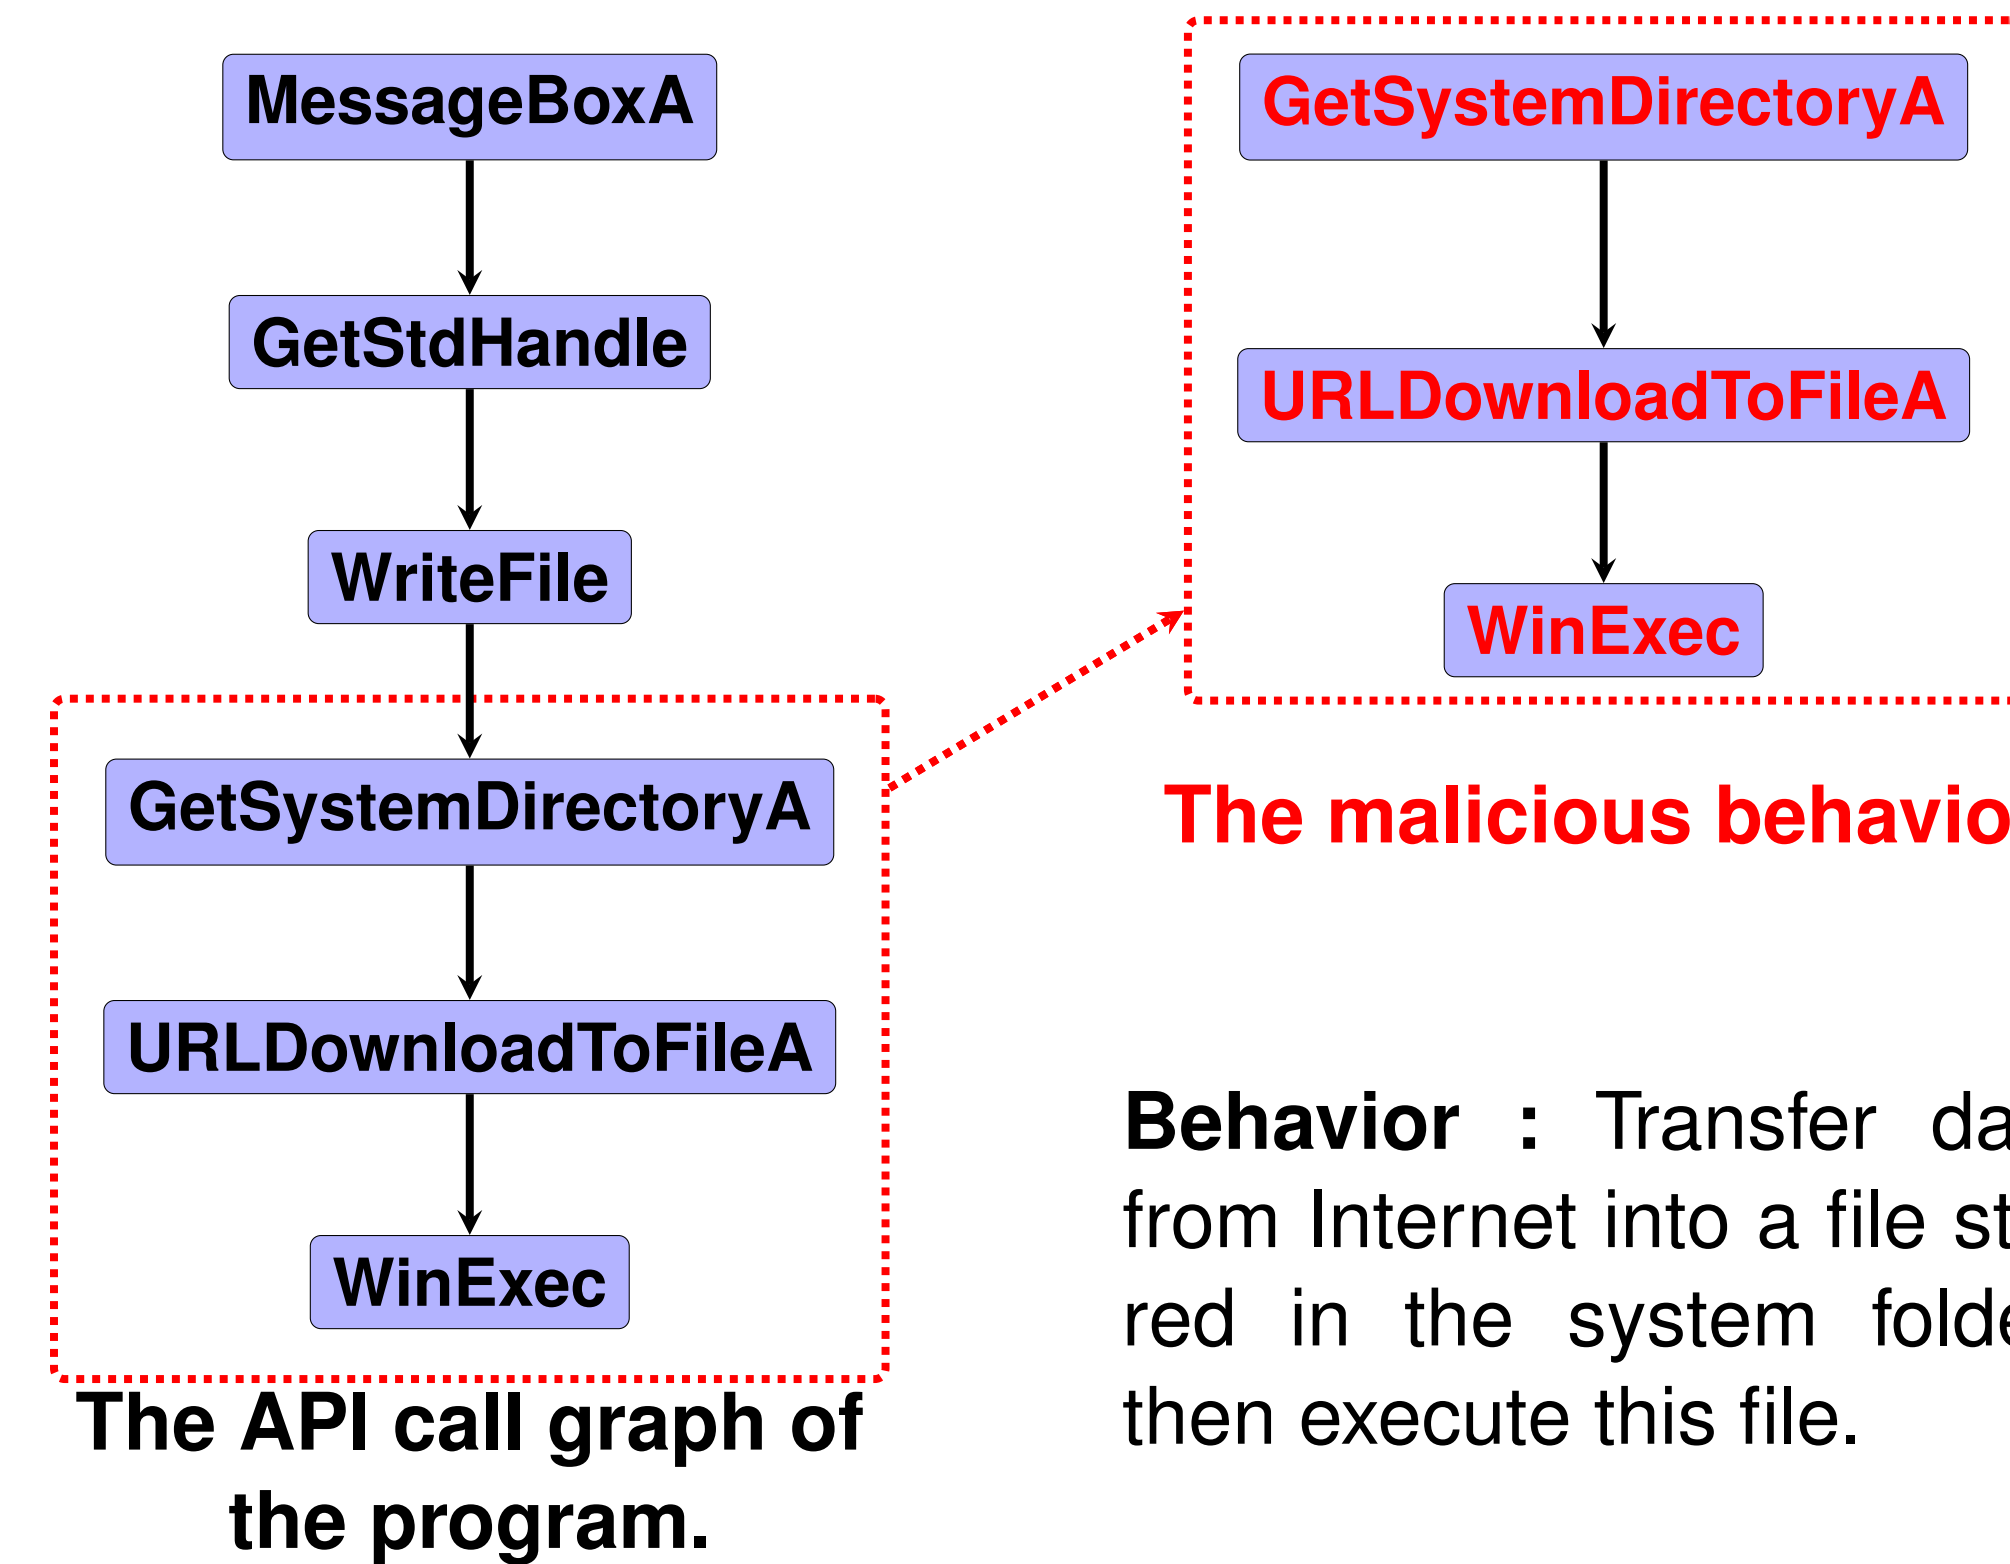 MessageBoxA
GetStdHandle
WriteFile
GetSystemDirectoryA
URLDownloadToFileA
WinExec
The API call graph of
the program.
GetSystemDirectoryA
URLDownloadToFileA
WinExec
The malicious behavio
Behavior : Transfer da
from Internet into a file st
red in the system folde
then execute this file.